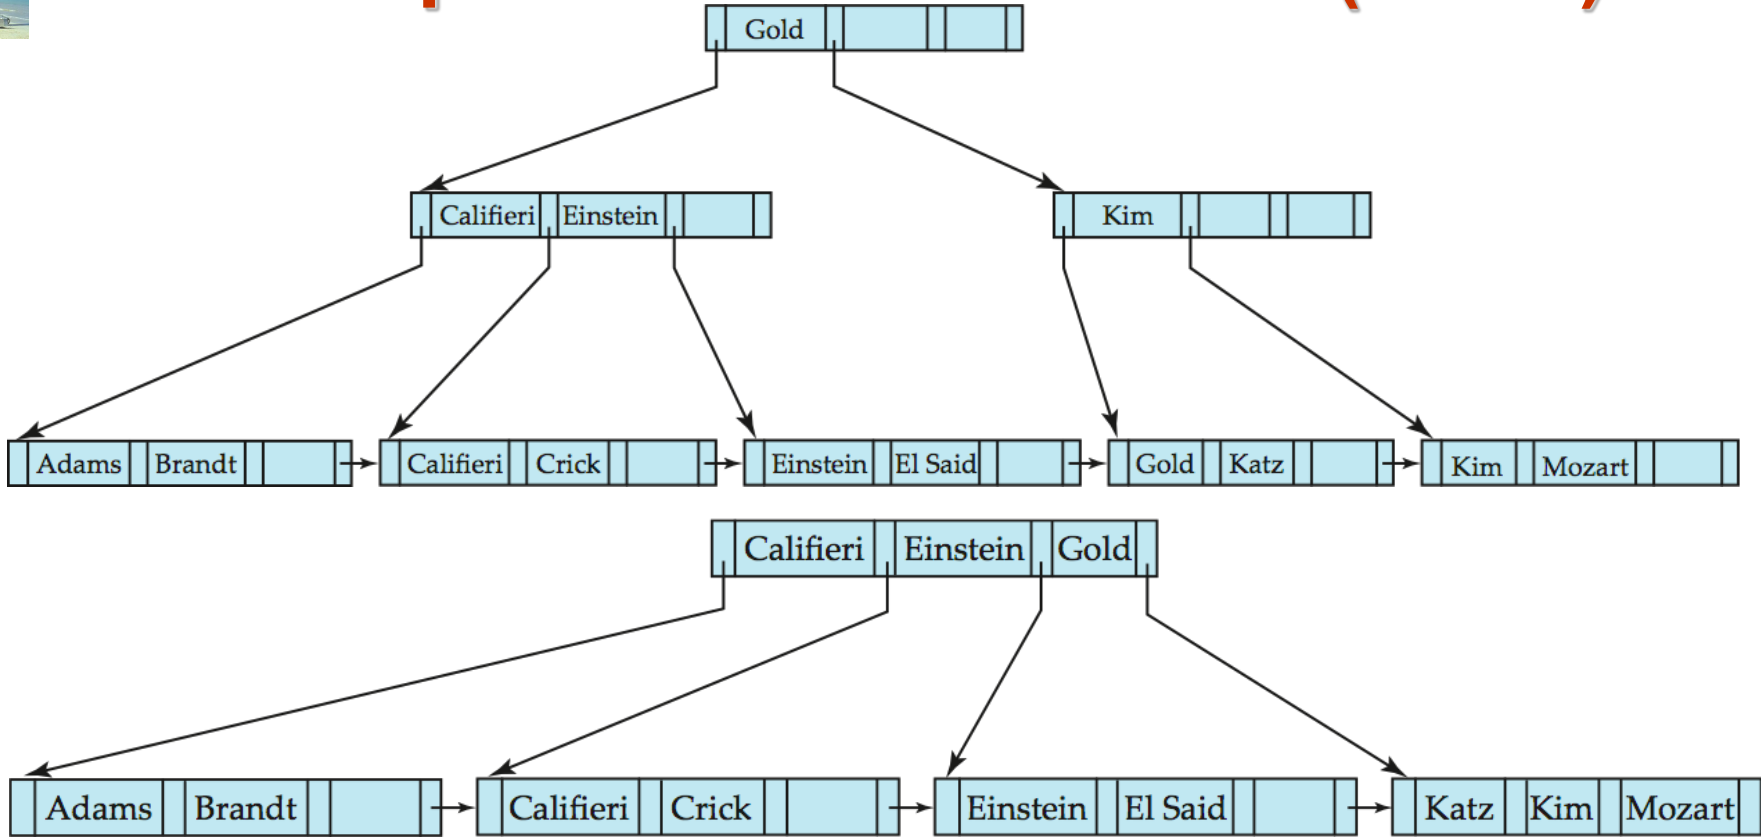 Gold
Califieri Einstein
Kim
Adams Brandt
Califieri Crick
Einstein El Said
Gold Katz
Kim Mozart
Califieri Einstein Gold
Adams Brandt
Califieri Crick
Einstein El Said
Katz Kim Mozart